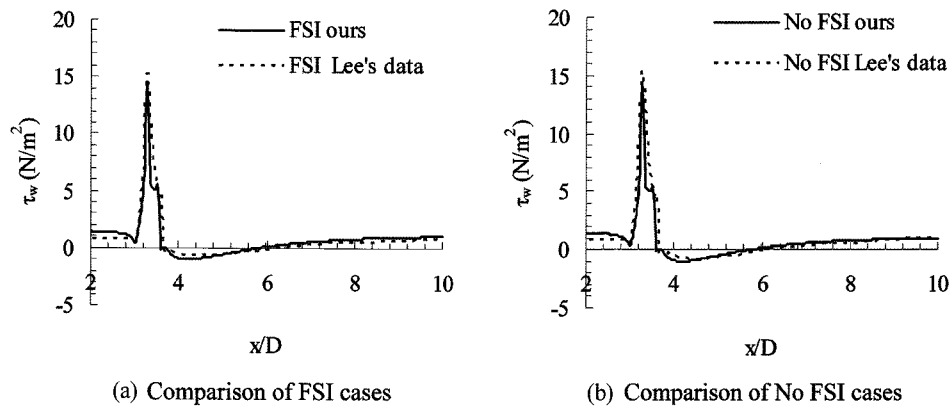 20
15
10
5
0
-5
τw (N/m²)
FSI ours
FSI Lee's data
2
4
6
8
10
x/D
(a) Comparison of FSI cases
20
15
10
5
0
-5
τw (N/m²)
No FSI ours
No FSI Lee's data
2
4
6
8
10
x/D
(b) Comparison of No FSI cases